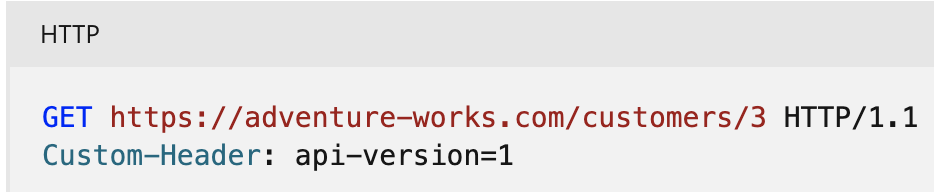 HTTP
GET https://adventure-works.com/customers/3 HTTP/1.1
Custom-Header: api-version=1